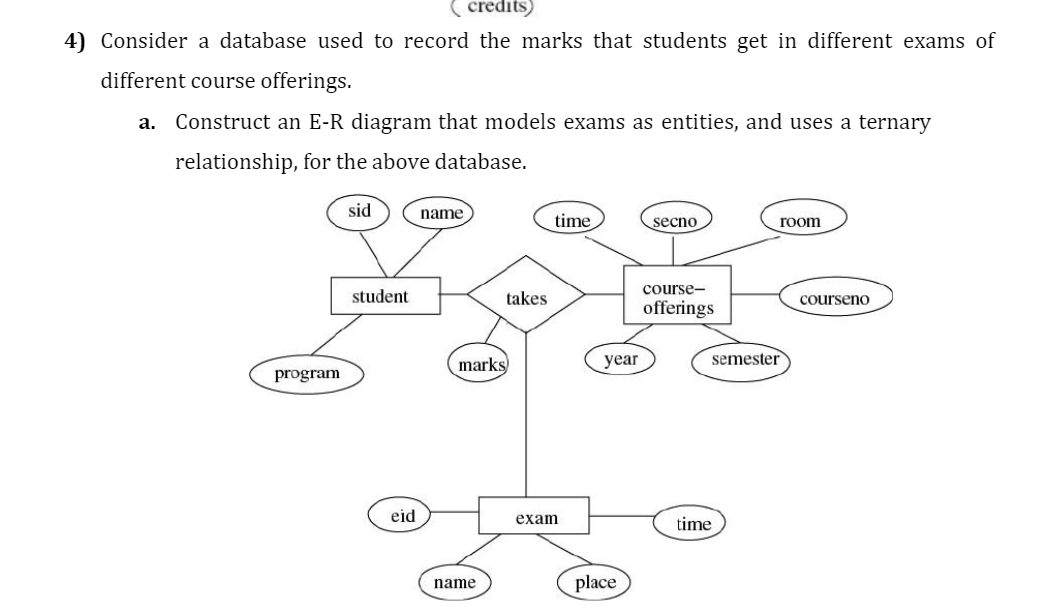 credits
4) Consider a database used to record the marks that students get in different exams of
different course offerings.
a. Construct an E-R diagram that models exams as entities, and uses a ternary
relationship, for the above database.
sid
name
time
secno
room
student
takes
course–
offerings
courseno
program
marks
year
semester
eid
exam
time
name
place